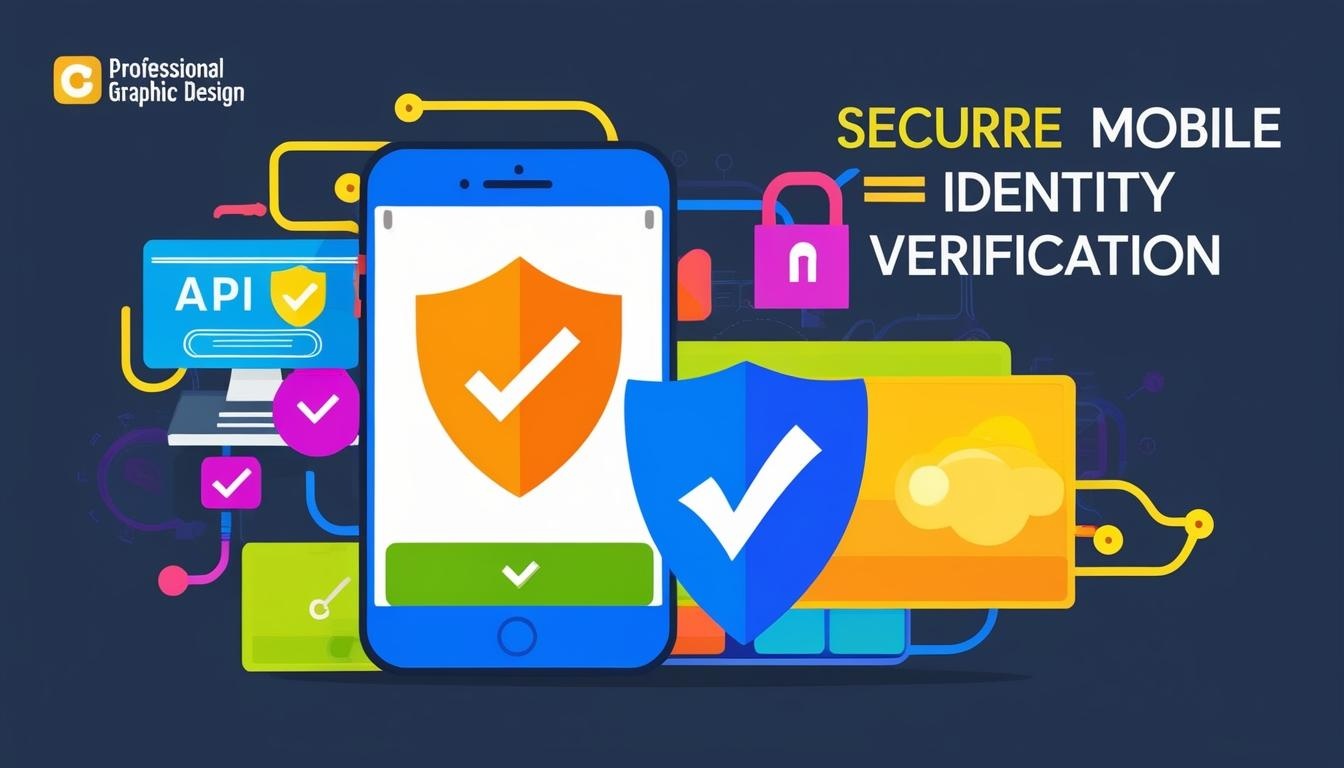 Professional
Graphic Design
SECURRE MOBILE
= IDENTITY
VERIFICATION
API